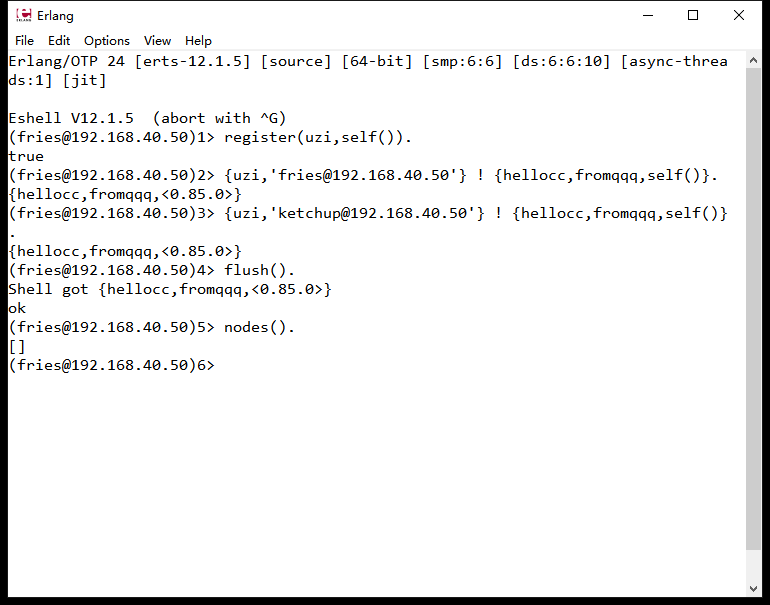 Erlang
File Edit Options View Help
Erlang/OTP 24 [erts-12.1.5] [source] [64-bit] [smp:6:6] [ds:6:6:10] [async-threa
ds:1] [jit]
Eshell V12.1.5  (abort with ^G)
(fries@192.168.40.50)1> register(uzi,self()).
true
(fries@192.168.40.50)2> {uzi,'fries@192.168.40.50'} ! {hellocc,fromqqq,self()}.
{hellocc,fromqqq,<0.85.0>}
(fries@192.168.40.50)3> {uzi,'ketchup@192.168.40.50'} ! {hellocc,fromqqq,self()}
.
{hellocc,fromqqq,<0.85.0>}
(fries@192.168.40.50)4> flush().
Shell got {hellocc,fromqqq,<0.85.0>}
ok
(fries@192.168.40.50)5> nodes().
[]
(fries@192.168.40.50)6>